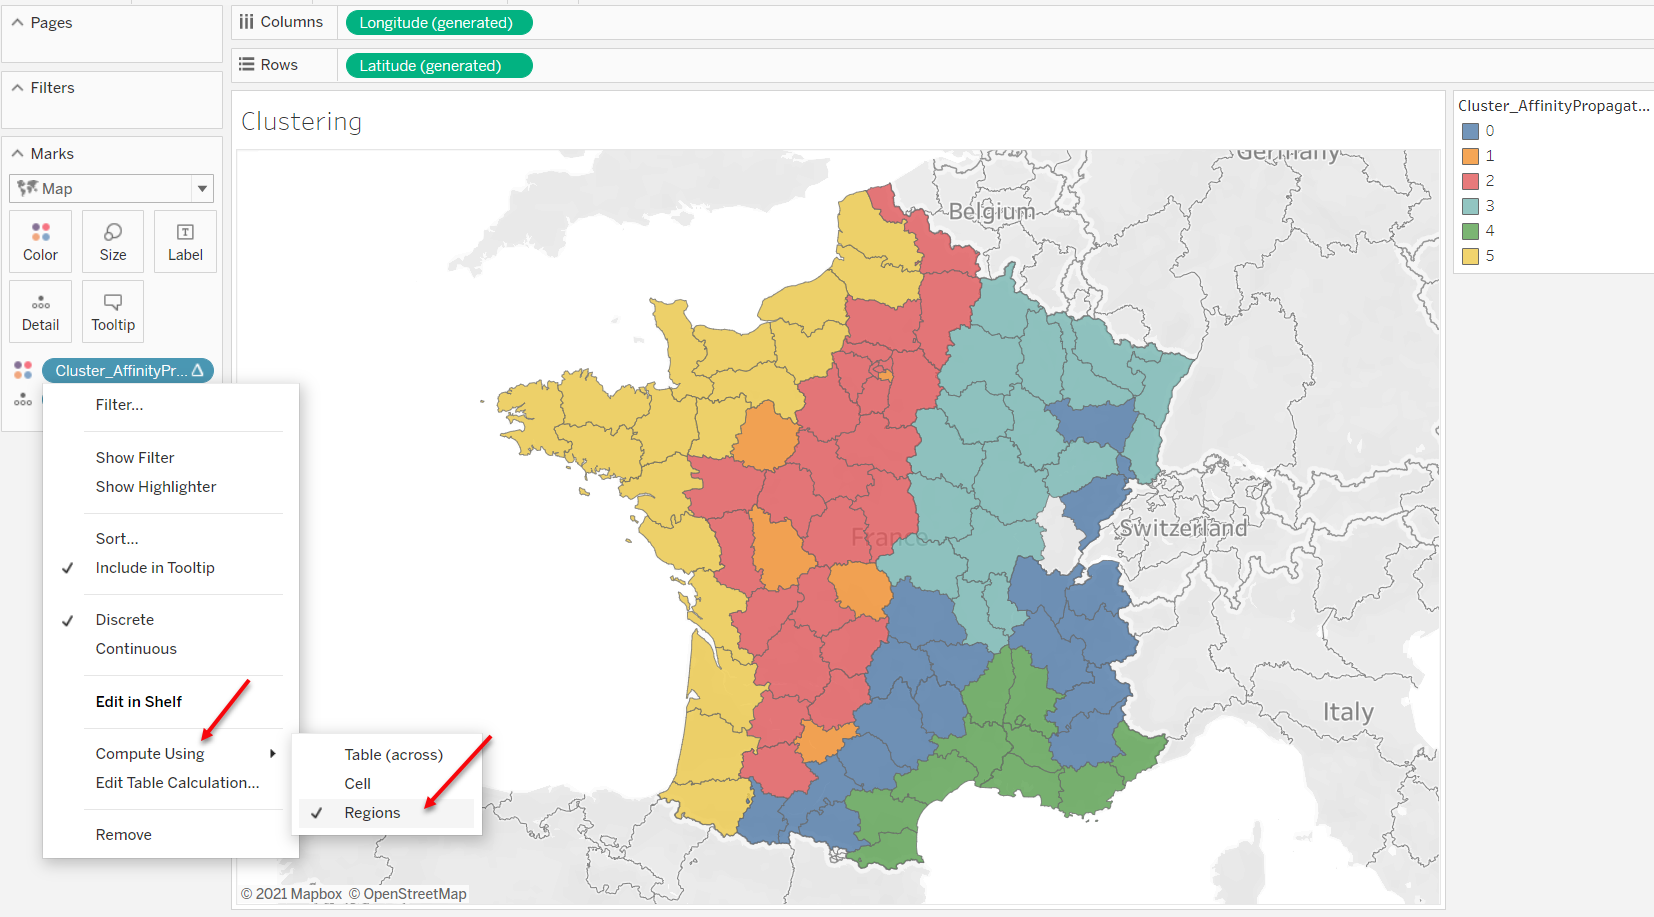 Pages
Filters
Marks
Map
Color
Size
Label
Detail
Tooltip
Cluster_AffinityPr...
Filter...
Show Filter
Show Highlighter
Sort...
Include in Tooltip
Discrete
Continuous
Edit in Shelf
Compute Using
Edit Table Calculation...
Remove
Table (across)
Cell
Regions
Columns
Longitude (generated)
Rows
Latitude (generated)
Clustering
Germany
Belgium
France
Switzerland
Italy
© 2021 Mapbox © OpenStreetMap
Cluster_AffinityPropagat...
0
1
2
3
4
5